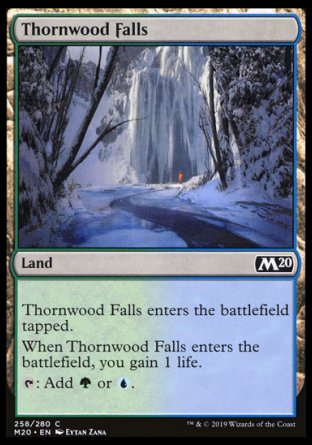 Thornwood Falls
Land
M20
Thornwood Falls enters the battlefield
tapped.
When Thornwood Falls enters the
battlefield, you gain 1 life.
: Add or .
258/280 C
M20 • EN Eytan Zana
™ & © 2019 Wizards of the Coast